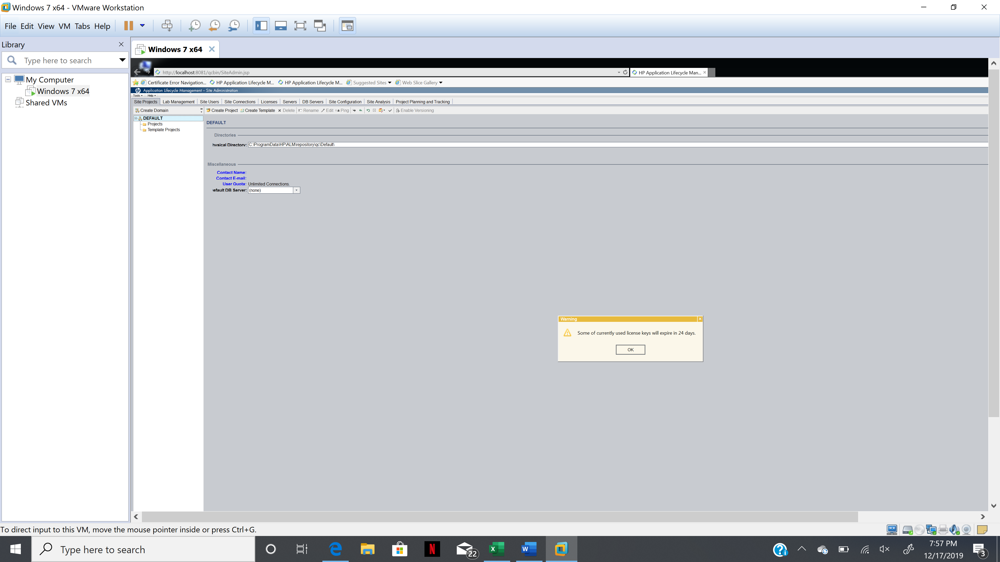 Windows 7 x64 - VMware Workstation
File Edit View VM Tabs Help
Library
Type here to search
My Computer
Windows 7 x64
Shared VMs
Windows 7 x64
http://localhost:8081/qcbin/SiteAdmin.jsp
HP Application Lifecycle Man...
Certificate Error Navigation... HP Application Lifecycle M... HP Application Lifecycle M... Suggested Sites Web Slice Gallery
hp Application Lifecycle Management – Site Administration
Tools Help
Site Projects Lab Management Site Users Site Connections Licenses Servers DB Servers Site Configuration Site Analysis Project Planning and Tracking
Create Domain » Create Project Create Template Delete Rename Edit Ping Enable Versioning
DEFAULT
Projects
Template Projects
DEFAULT
Directories
hysical Directory: C:\ProgramData\HP\ALM\repository\qc\Default\
Miscellaneous
Contact Name:
Contact E-mail:
User Quota: Unlimited Connections.
efault DB Server: (none)
Warning
Some of currently used license keys will expire in 24 days.
OK
To direct input to this VM, move the mouse pointer inside or press Ctrl+G.
Type here to search
N
22
X
W
7:57 PM
12/17/2019
3